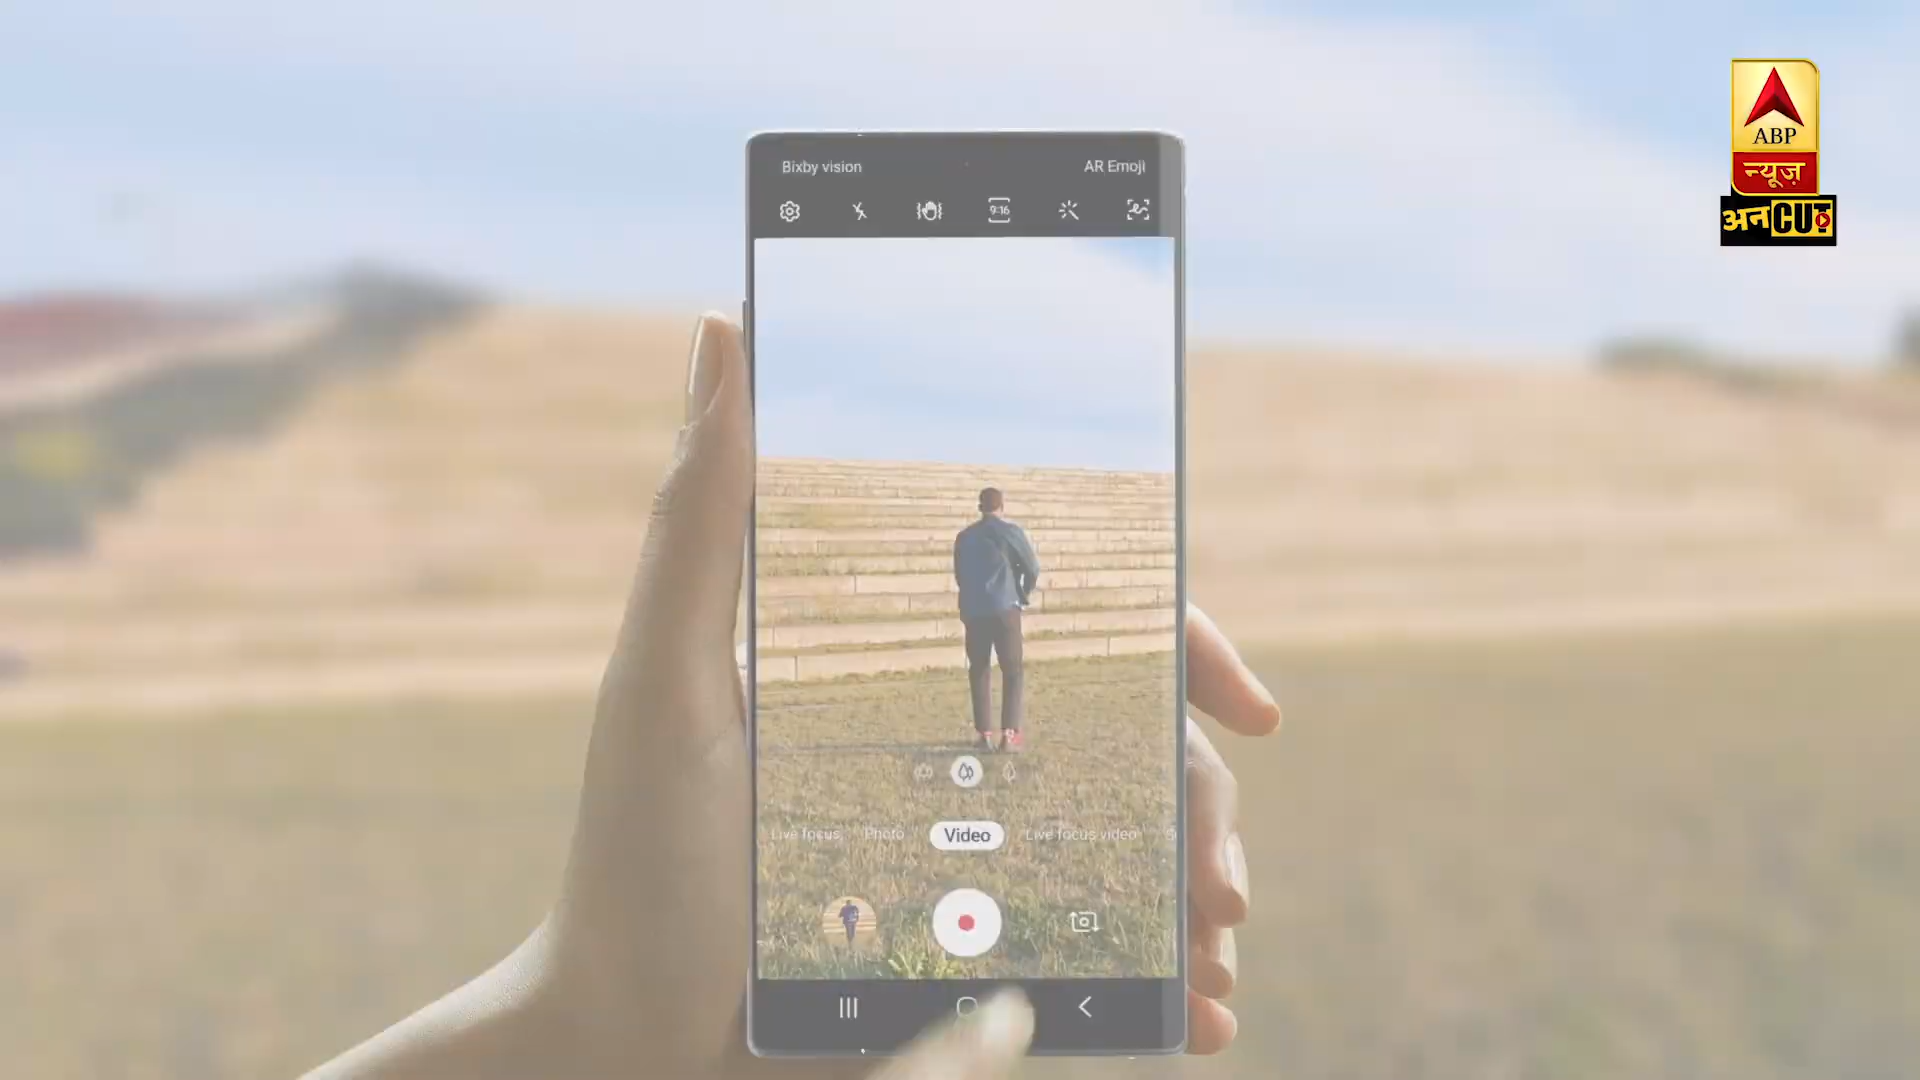 Bixby vision
AR Emoji
9:16
Live focus
Photo
Video
Live focus video
ABP
न्यूज़
अनCUT